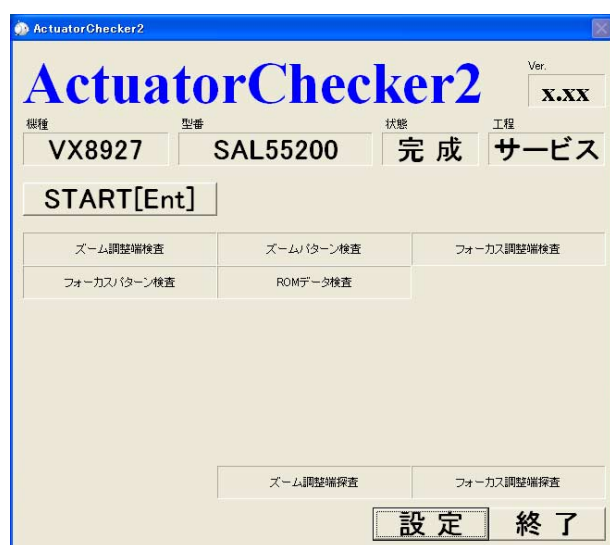 ActuatorChecker2
ActuatorChecker2
Ver.
x.xx
機種 型番 状態 工程
VX8927 SAL55200 完成 サービス
START[Ent]
ズーム調整端検査 ズームパターン検査 フォーカス調整端検査
フォーカスパターン検査 ROMデータ検査
ズーム調整端探査 フォーカス調整端探査
設定 終了